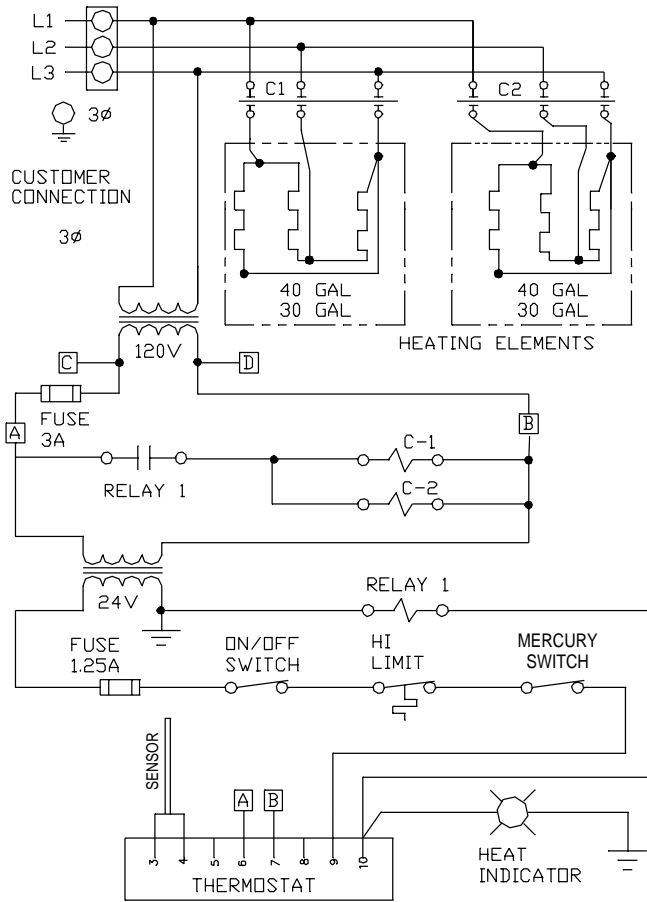 L1
L2
L3
3ø
C1
C2
CUSTOMER
CONNECTION
3ø
40 GAL
30 GAL
40 GAL
30 GAL
HEATING ELEMENTS
120V
C
D
FUSE
3A
A
B
RELAY 1
C-1
C-2
24V
RELAY 1
FUSE
1.25A
ON/OFF
SWITCH
HI
LIMIT
MERCURY
SWITCH
SENSOR
A
B
3
4
5
6
7
8
9
10
THERMOSTAT
HEAT
INDICATOR